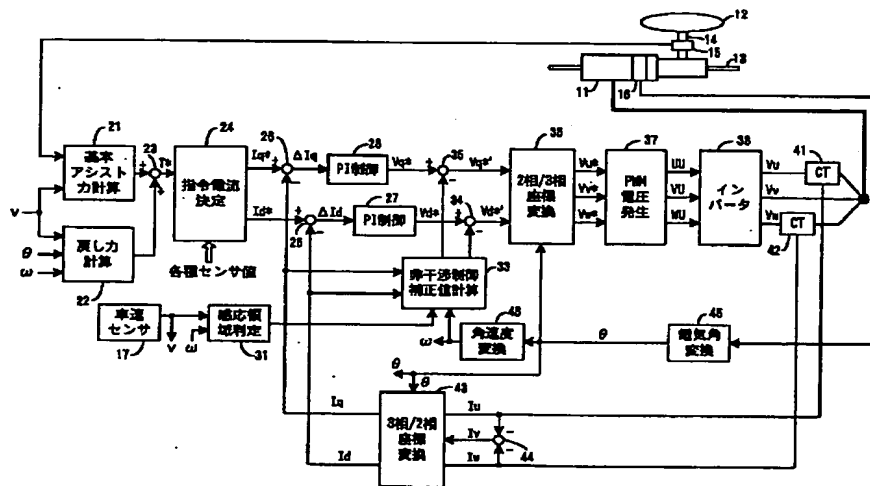 12
14
15
13
11
16
21
基本
アシスト
力計算
23
T*
24
指令電流
決定
Iq*
26
ΔIq
28
PI制御
Vq*
35
Vq*'
2相/3相
座標
変換
Vu*
Vv*
Vw*
37
PWM
電圧
発生
UU
VU
WU
38
イン
バータ
Vu
Vv
Vw
41
CT
CT
42
Id*
25
ΔId
27
PI制御
Vd*
34
Vd*'
ν
θ
ω
戻し力
計算
22
各種センサ値
非干渉制御
補正値計算
33
車速
センサ
17
ν
ω
感応領
域判定
31
ω
角速度
変換
θ
電気角
変換
θ
θ
43
Iq
Id
3相/2相
座標
変換
Iu
Iv
Iw
44